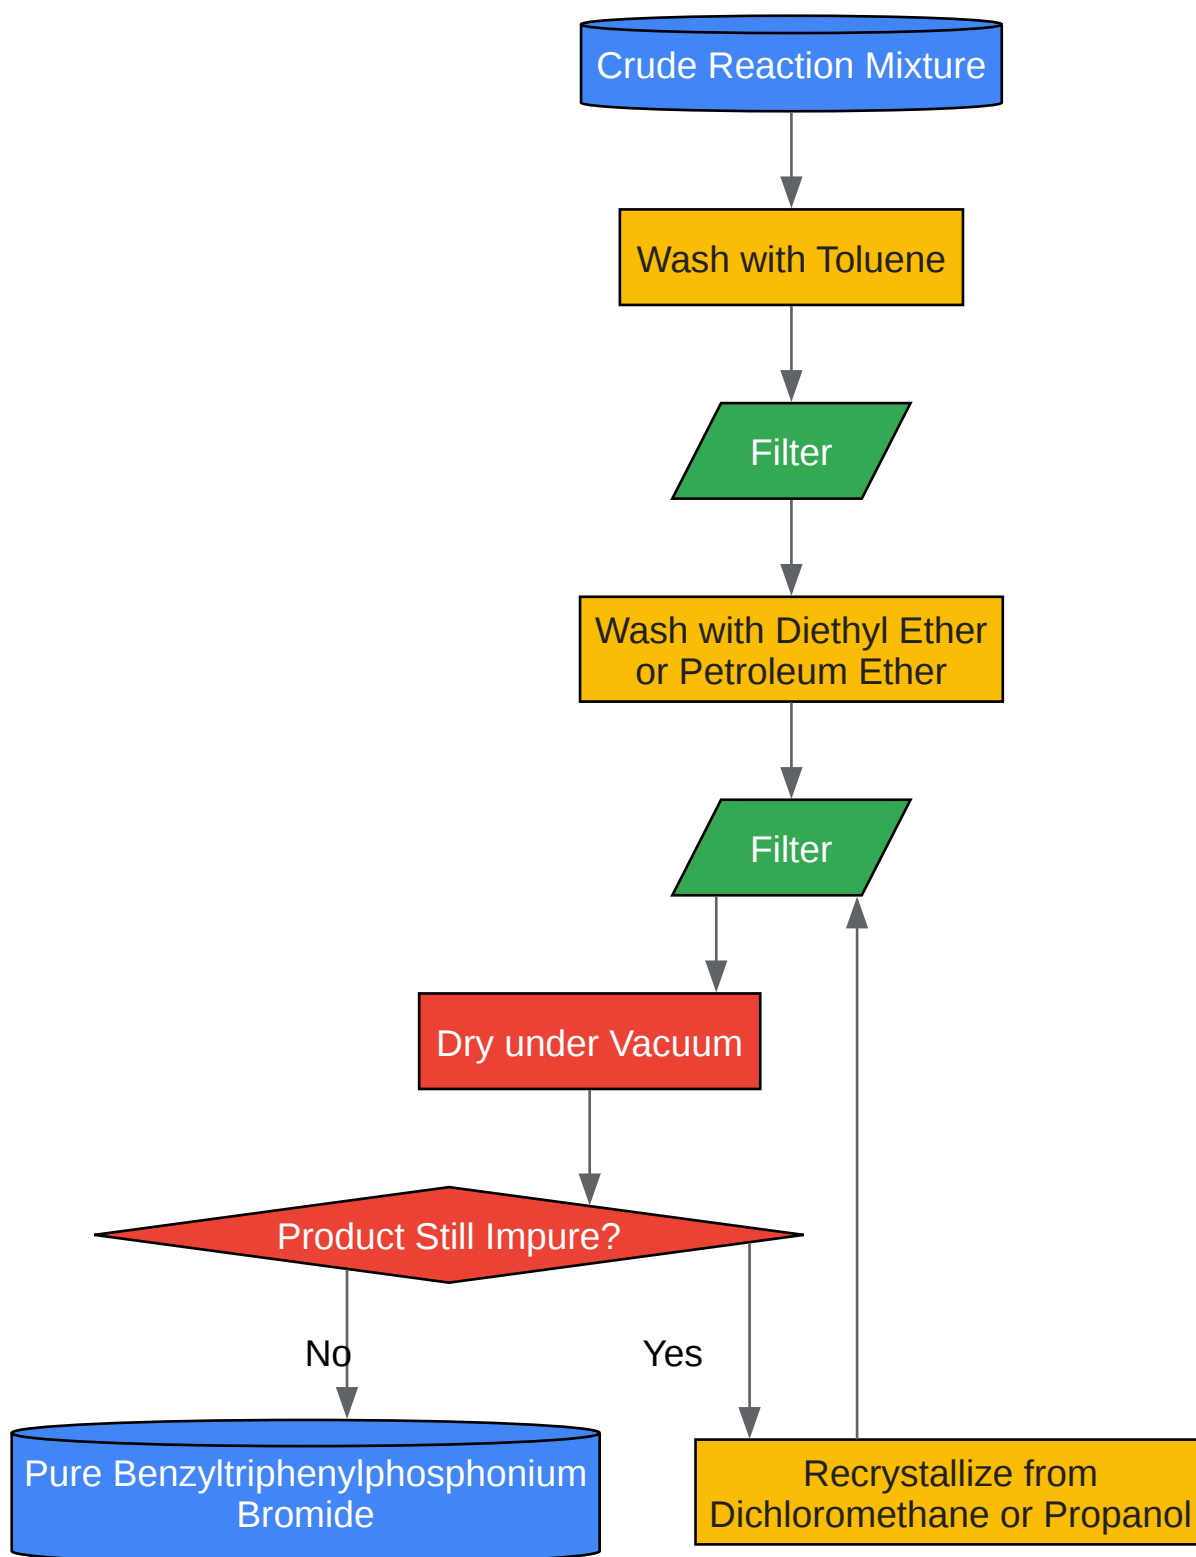 Crude Reaction Mixture
Wash with Toluene
Filter
Wash with Diethyl Ether
or Petroleum Ether
Filter
Dry under Vacuum
Product Still Impure?
No
Yes
Pure Benzyltriphenylphosphonium
Bromide
Recrystallize from
Dichloromethane or Propanol